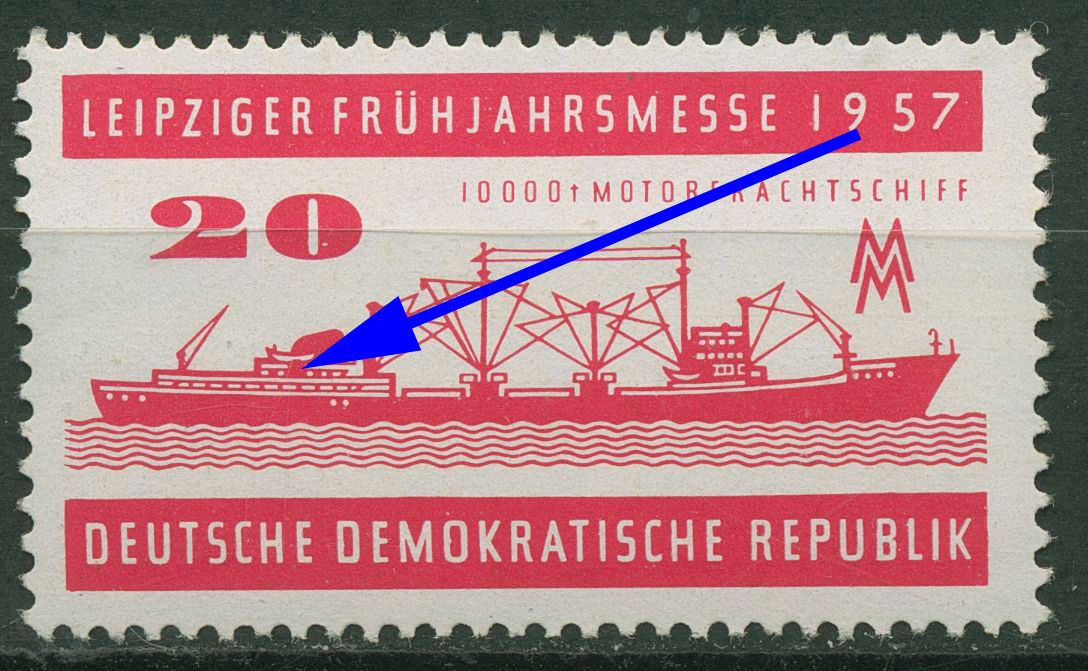 LEIPZIGER FRÜHJAHRSMESSE 1957
20
10000t MOTORFRACHTSCHIFF
MM
DEUTSCHE DEMOKRATISCHE REPUBLIK